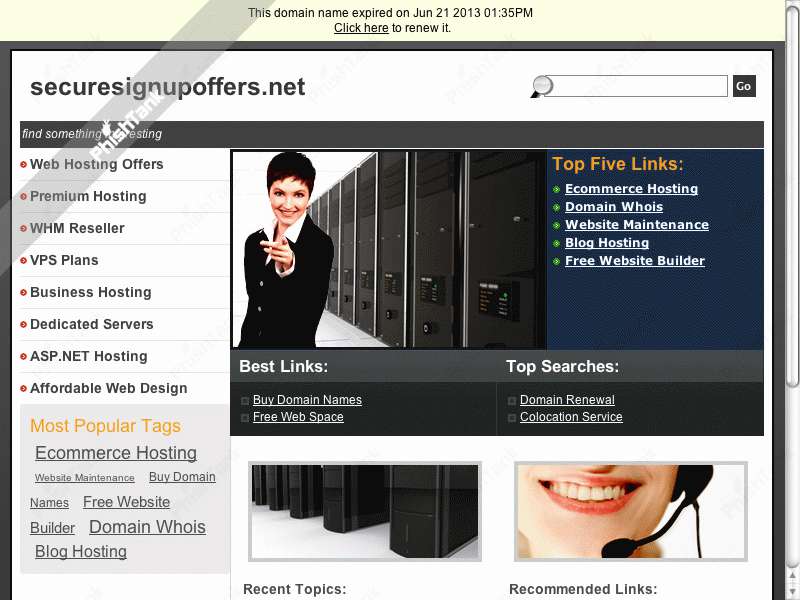 This domain name expired on Jun 21 2013 01:35PM
Click here to renew it.
securesignupoffers.net
Go
find something interesting
PhishTank
Web Hosting Offers
Premium Hosting
WHM Reseller
VPS Plans
Business Hosting
Dedicated Servers
ASP.NET Hosting
Affordable Web Design
Top Five Links:
Ecommerce Hosting
Domain Whois
Website Maintenance
Blog Hosting
Free Website Builder
Best Links:
Buy Domain Names
Free Web Space
Top Searches:
Domain Renewal
Colocation Service
Most Popular Tags
Ecommerce Hosting
Website Maintenance Buy Domain
Names Free Website
Builder Domain Whois
Blog Hosting
Recent Topics:
Recommended Links: